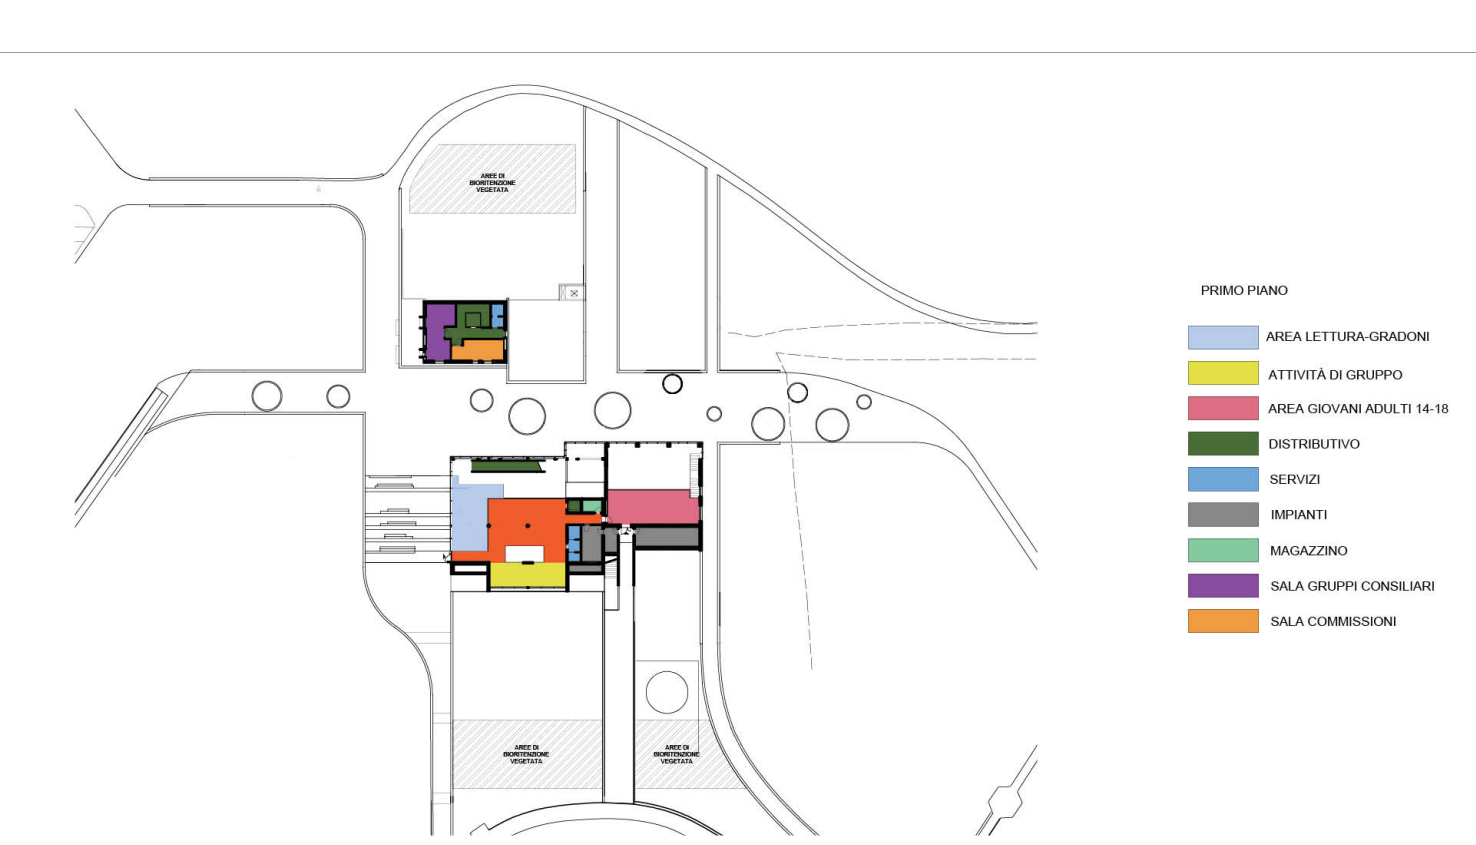 AREE DI
BIORITENZIONE
VEGETATA
PRIMO PIANO
AREA LETTURA-GRADONI
ATTIVITÀ DI GRUPPO
AREA GIOVANI ADULTI 14-18
DISTRIBUTIVO
SERVIZI
IMPIANTI
MAGAZZINO
SALA GRUPPI CONSILIARI
SALA COMMISSIONI
AREE DI
BIORITENZIONE
VEGETATA
AREE DI
BIORITENZIONE
VEGETATA